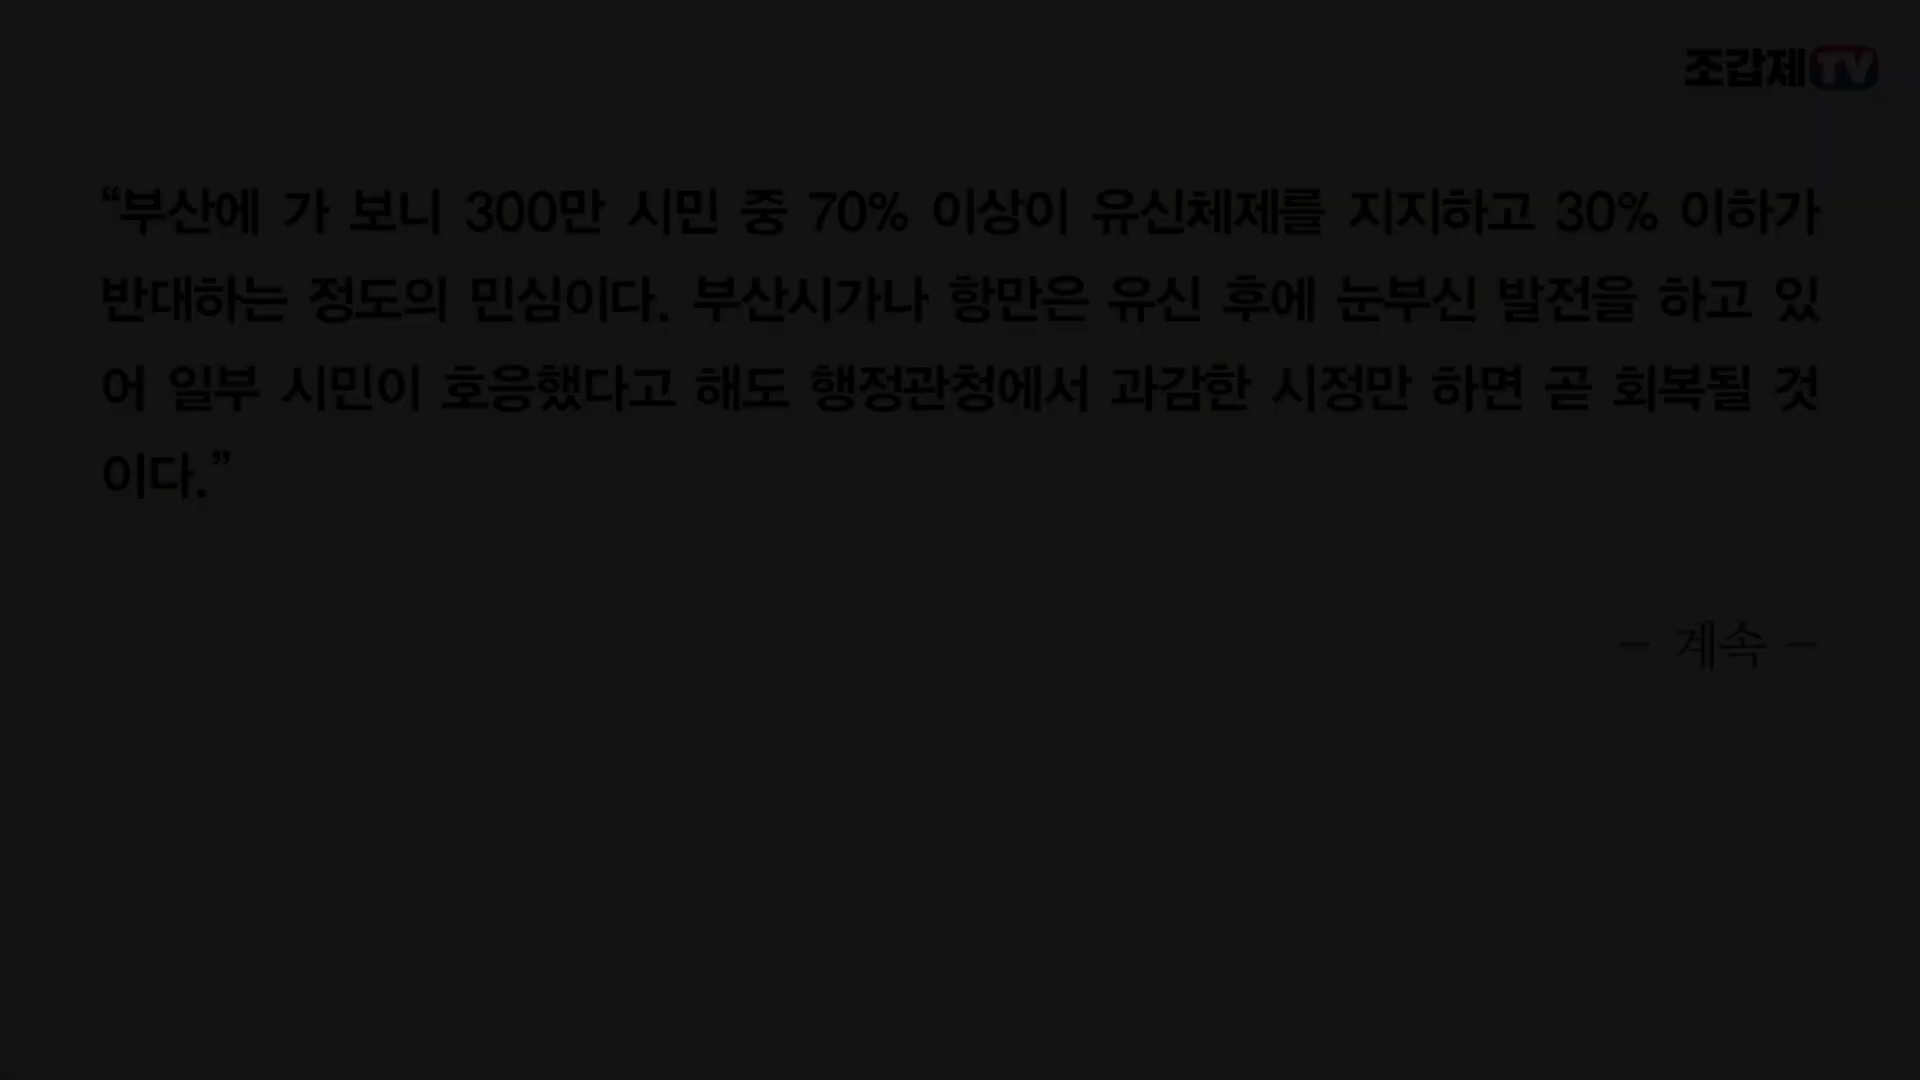 조갑제TV
“부산에 가 보니 300만 시민 중 70% 이상이 유신체제를 지지하고 30% 이하가
반대하는 정도의 민심이다. 부산시가나 항만은 유신 후에 눈부신 발전을 하고 있
어 일부 시민이 호응했다고 해도 행정관청에서 과감한 시정만 하면 곧 회복될 것
이다.”
– 계속 –